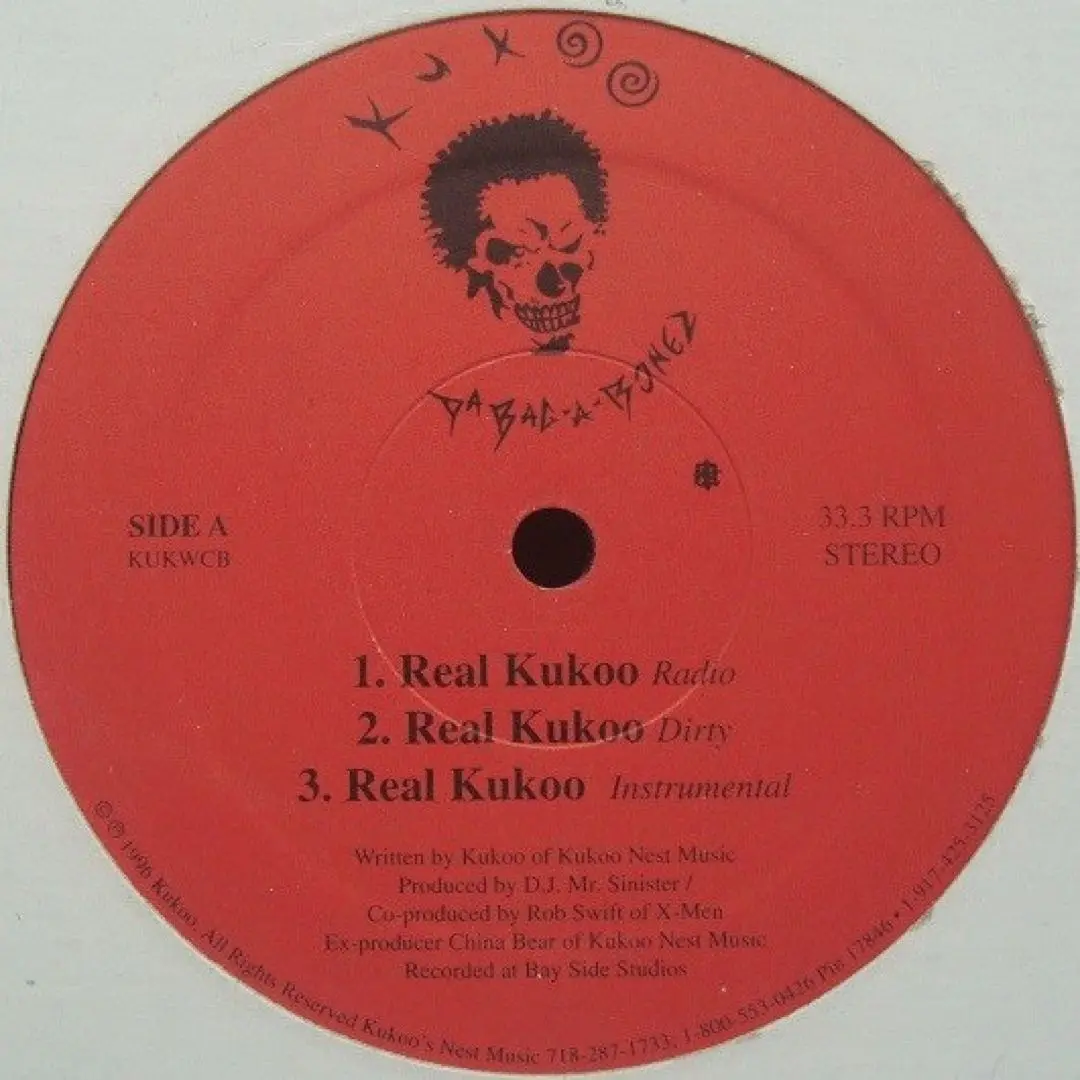 KUKOO
DA BAG-A-BONEZ
SIDE A
KUKWCB
33.3 RPM
STEREO
1. Real Kukoo Radio
2. Real Kukoo Dirty
3. Real Kukoo Instrumental
Written by Kukoo of Kukoo Nest Music
Produced by D.J. Mr. Sinister /
Co-produced by Rob Swift of X-Men
Ex-producer China Bear of Kukoo Nest Music
Recorded at Bay Side Studios
©℗ 1996 Kukoo. All Rights Reserved Kukoo's Nest Music 718-287-1733, 1-800-553-0426 Pin 17846 • 1-917-425-3175